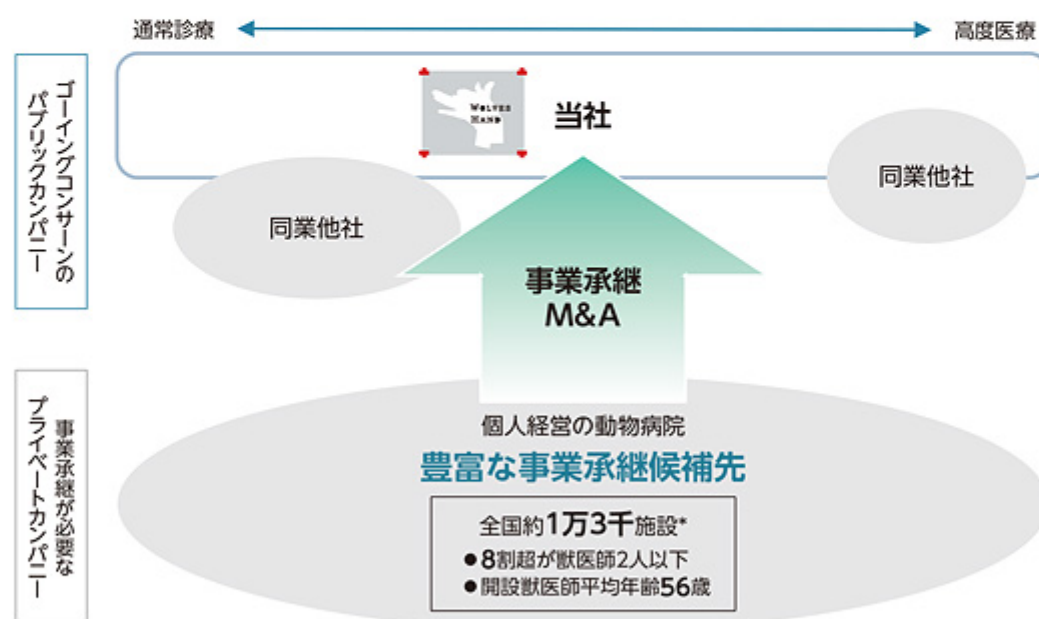 通常診療
高度医療
ゴーイングコンサーンの
パブリックカンパニー
WOLVES
HAND
当社
同業他社
同業他社
事業承継
M&A
事業承継が必要な
プライベートカンパニー
個人経営の動物病院
豊富な事業承継候補先
全国約1万3千施設*
●8割超が獣医師2人以下
●開設獣医師平均年齢56歳